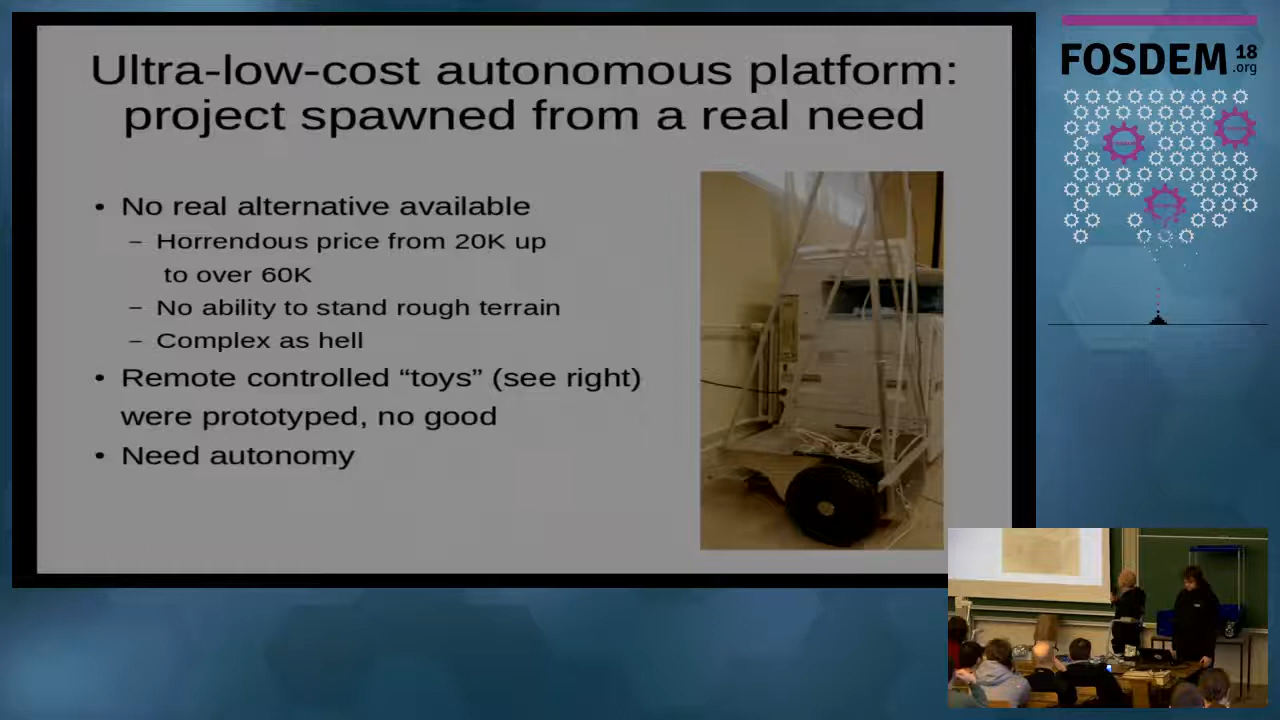 Ultra-low-cost autonomous platform:
project spawned from a real need
• No real alternative available
– Horrendous price from 20K up
to over 60K
– No ability to stand rough terrain
– Complex as hell
• Remote controlled “toys” (see right)
were prototyped, no good
• Need autonomy
FOSDEM 18
.org